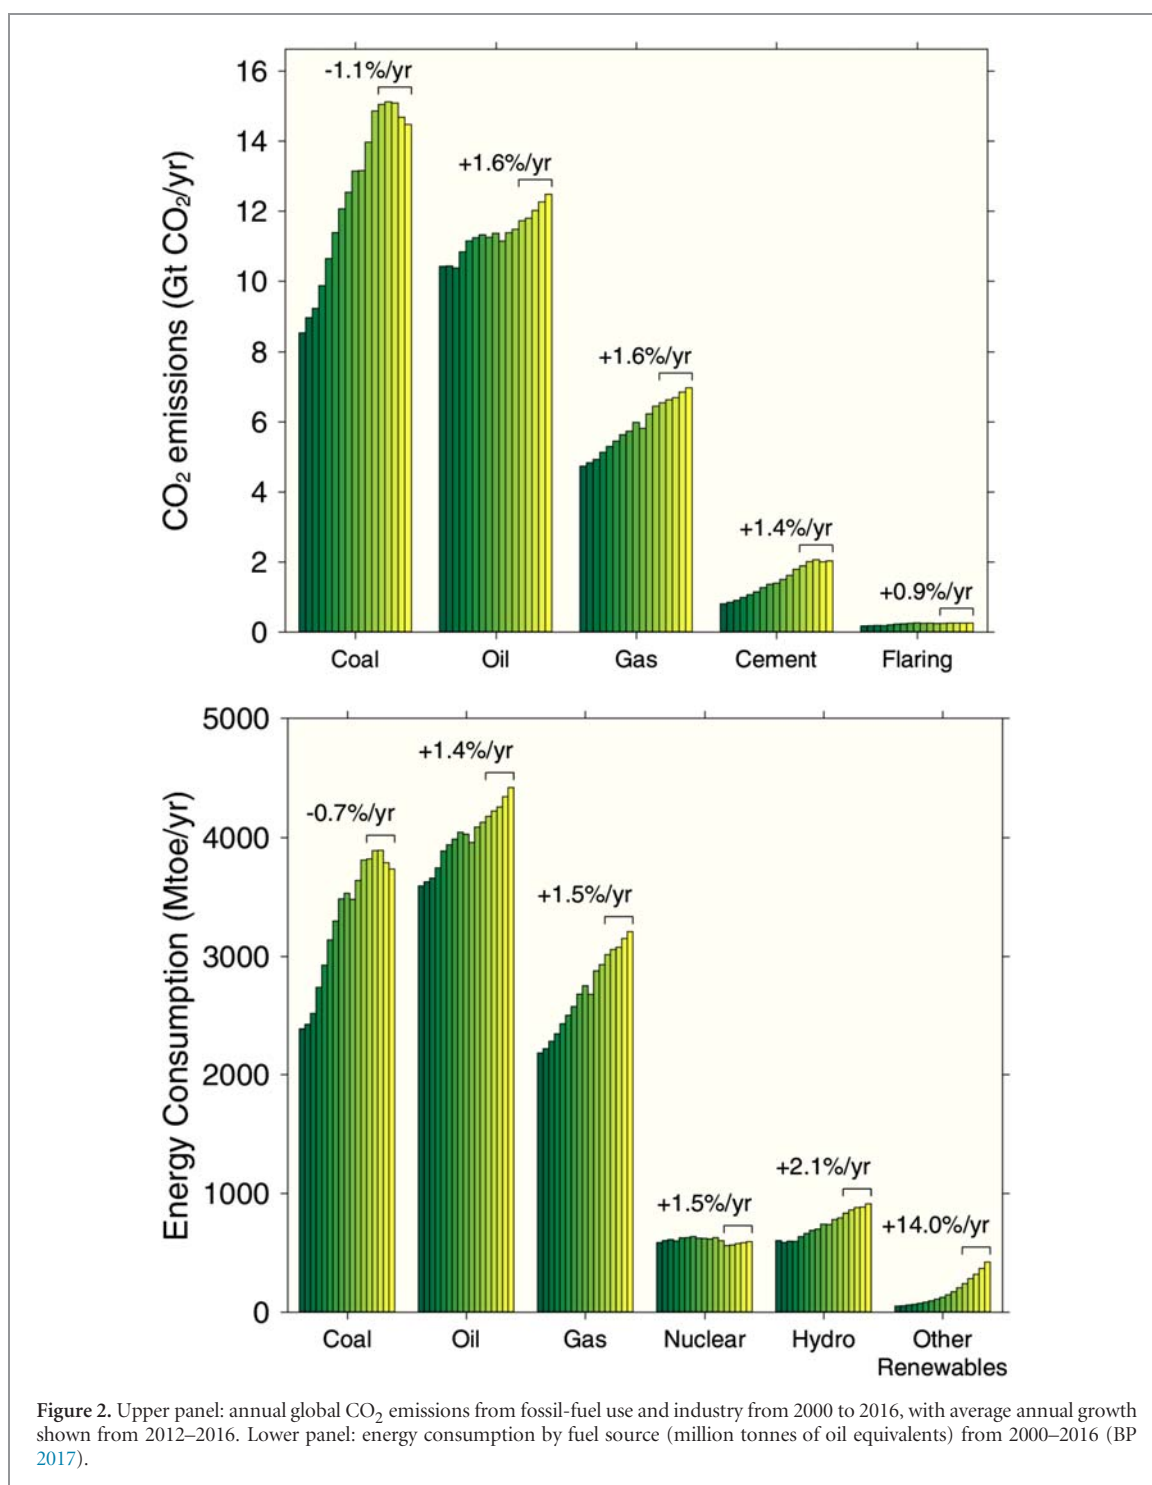 16
14
12
10
8
6
4
2
0
CO2 emissions (Gt CO2/yr)
-1.1%/yr
+1.6%/yr
+1.6%/yr
+1.4%/yr
+0.9%/yr
Coal
Oil
Gas
Cement
Flaring
5000
4000
3000
2000
1000
0
Energy Consumption (Mtoe/yr)
-0.7%/yr
+1.4%/yr
+1.5%/yr
+1.5%/yr
+2.1%/yr
+14.0%/yr
Coal
Oil
Gas
Nuclear
Hydro
Other
Renewables
Figure 2. Upper panel: annual global CO2 emissions from fossil-fuel use and industry from 2000 to 2016, with average annual growth
shown from 2012–2016. Lower panel: energy consumption by fuel source (million tonnes of oil equivalents) from 2000–2016 (BP
2017).